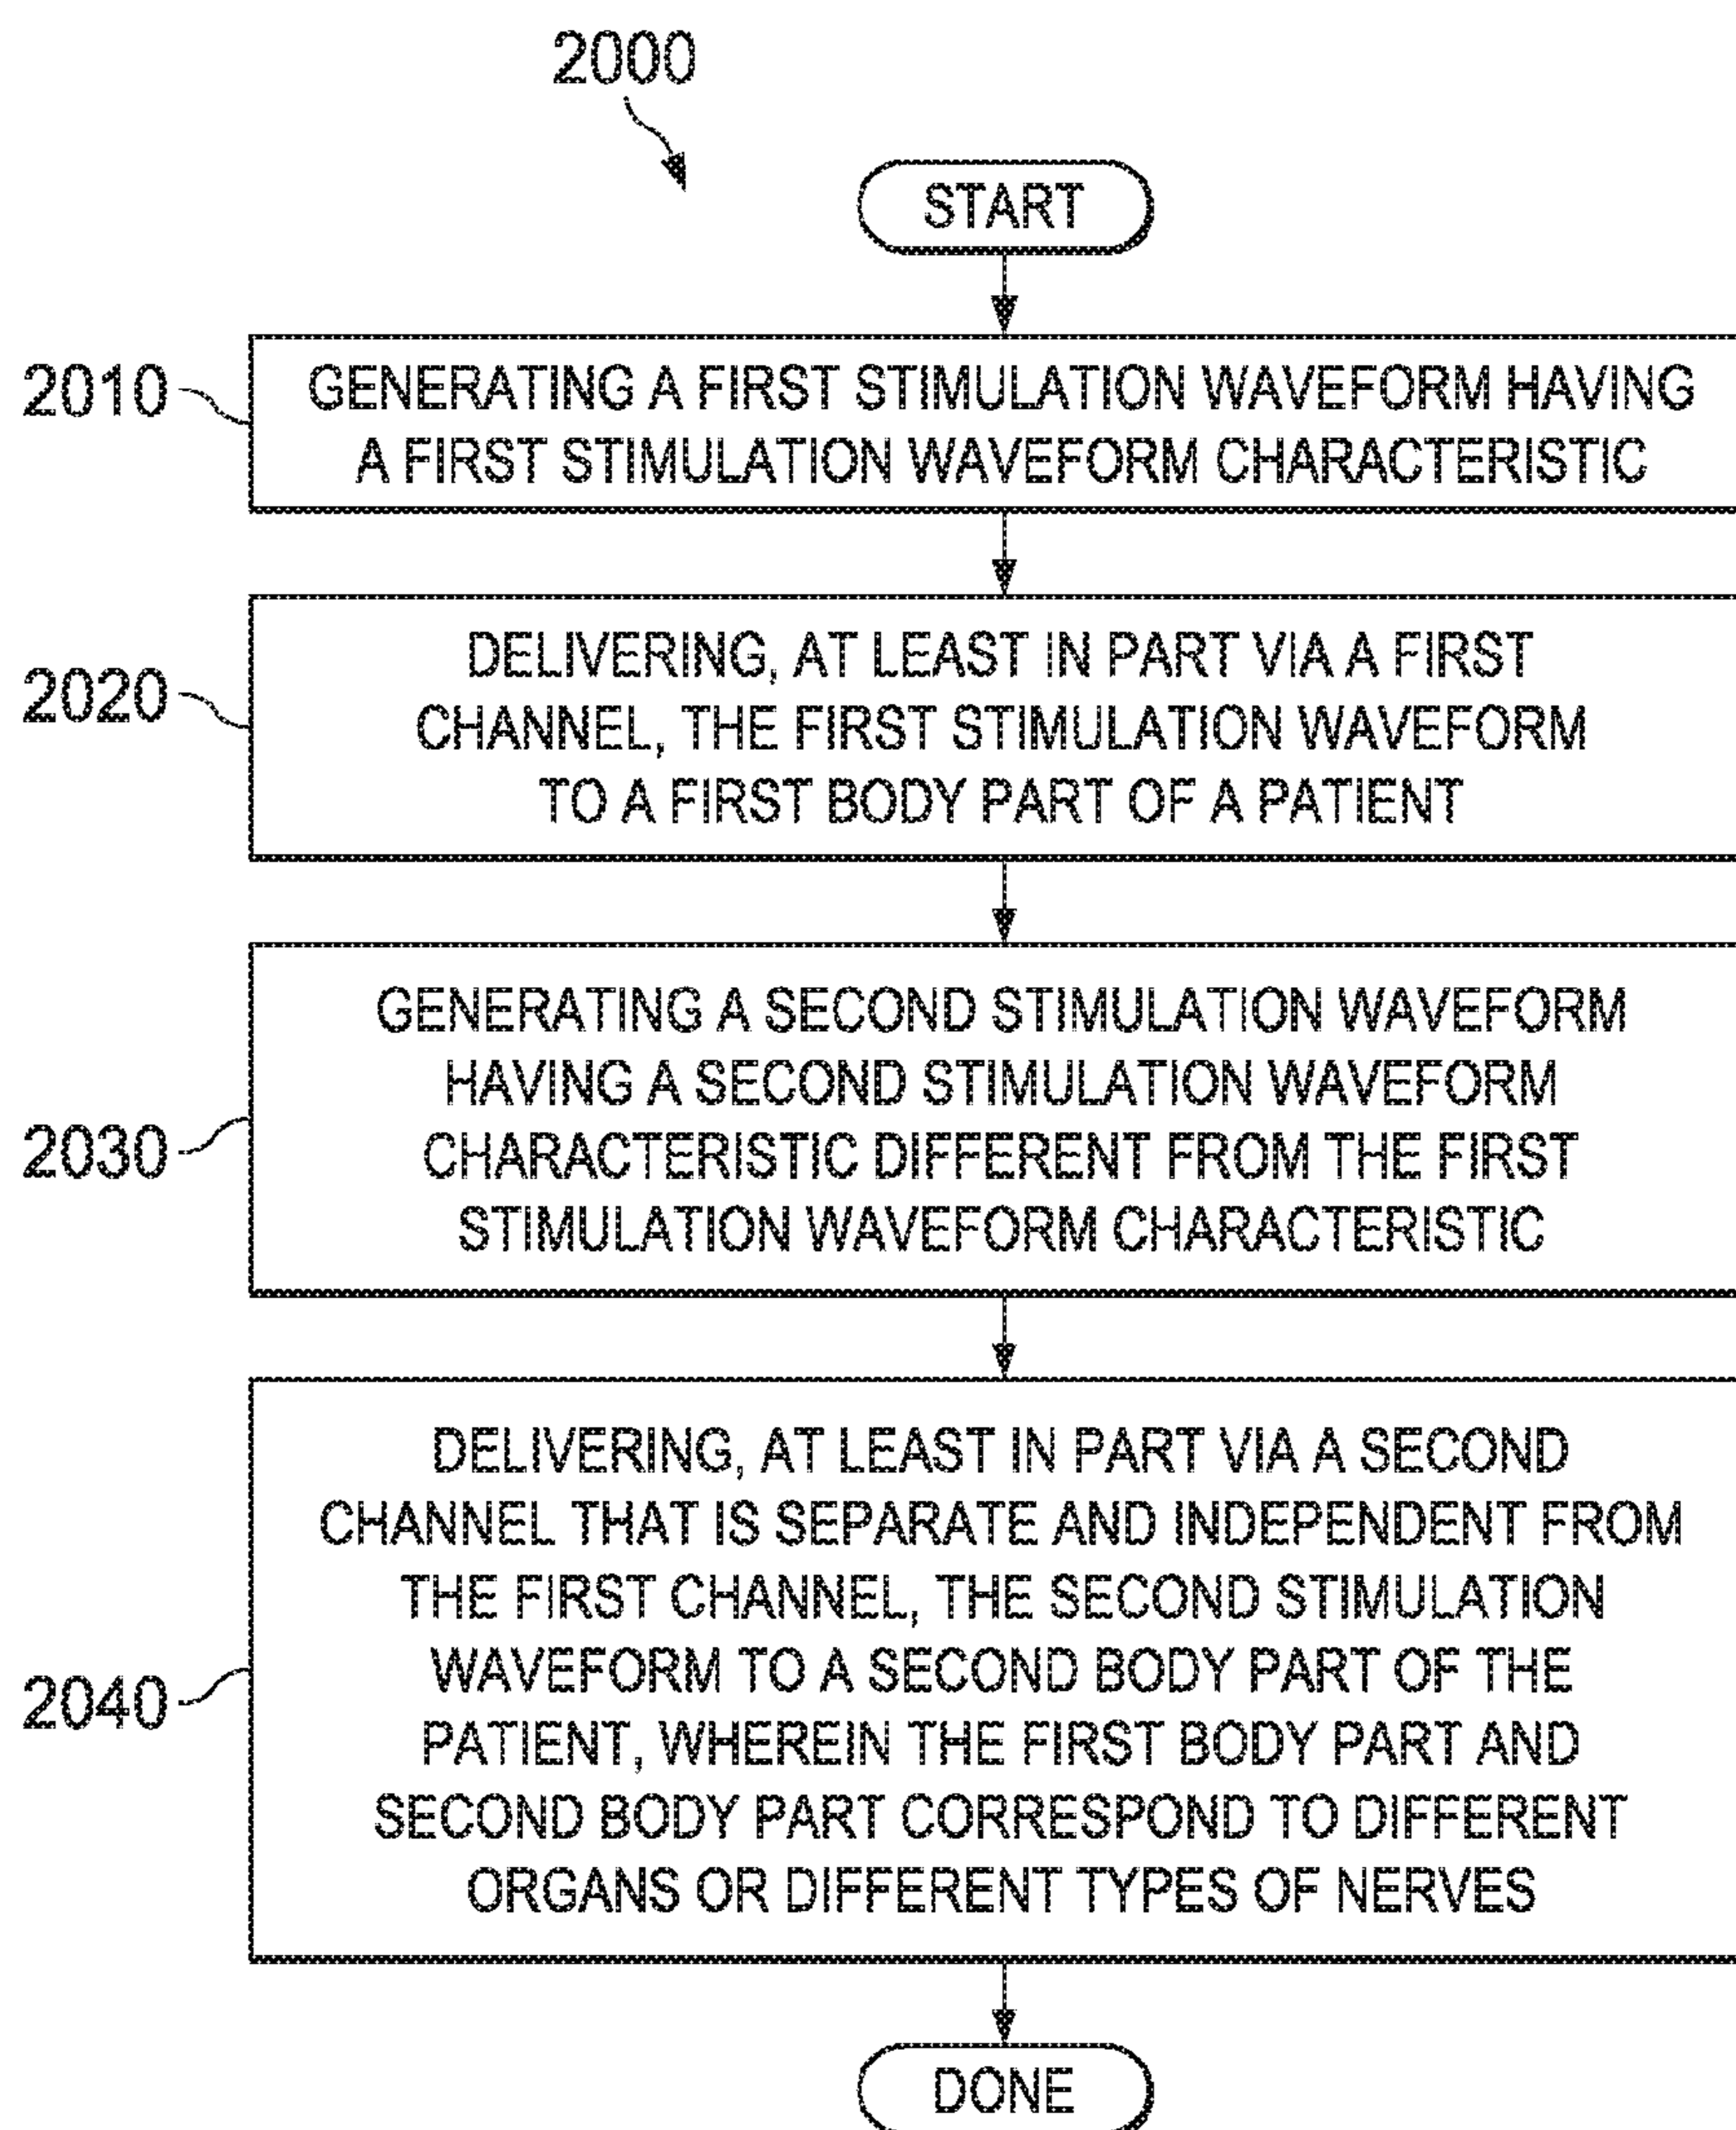 2000
START
2010
GENERATING A FIRST STIMULATION WAVEFORM HAVING
A FIRST STIMULATION WAVEFORM CHARACTERISTIC
2020
DELIVERING, AT LEAST IN PART VIA A FIRST
CHANNEL, THE FIRST STIMULATION WAVEFORM
TO A FIRST BODY PART OF A PATIENT
2030
GENERATING A SECOND STIMULATION WAVEFORM
HAVING A SECOND STIMULATION WAVEFORM
CHARACTERISTIC DIFFERENT FROM THE FIRST
STIMULATION WAVEFORM CHARACTERISTIC
2040
DELIVERING, AT LEAST IN PART VIA A SECOND
CHANNEL THAT IS SEPARATE AND INDEPENDENT FROM
THE FIRST CHANNEL, THE SECOND STIMULATION
WAVEFORM TO A SECOND BODY PART OF THE
PATIENT, WHEREIN THE FIRST BODY PART AND
SECOND BODY PART CORRESPOND TO DIFFERENT
ORGANS OR DIFFERENT TYPES OF NERVES
DONE